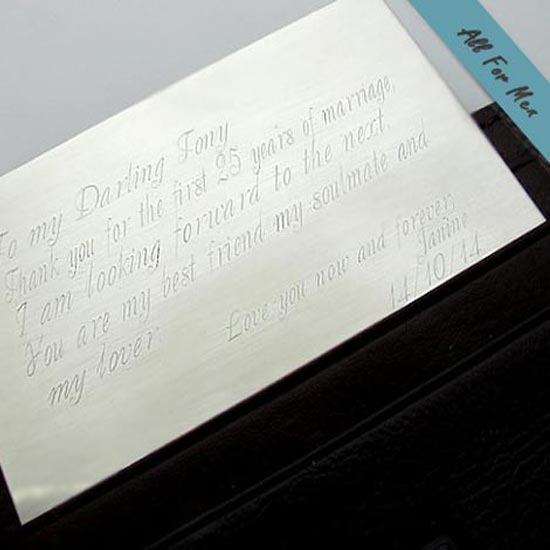 To my Darling Tony
Thank you for the first 25 years of marriage,
I am looking forward to the next.
You are my best friend my soulmate and
my lover.
Love you now and forever,
Janine
14/10/14
All For Men